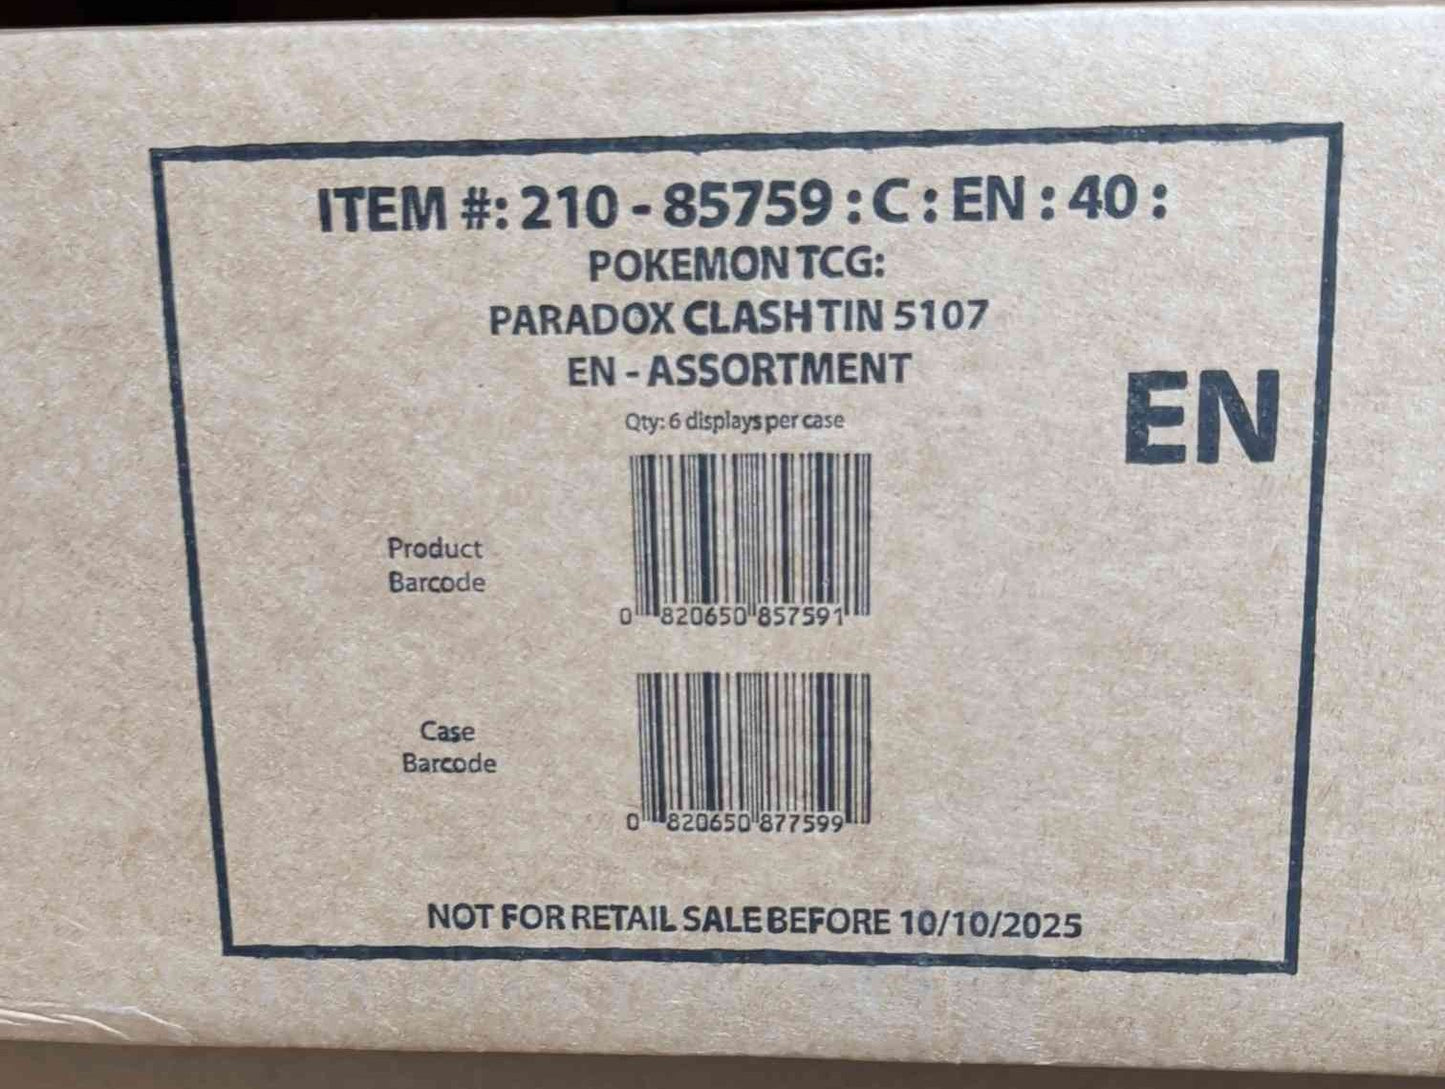 ITEM #: 210 - 85759 : C : EN : 40 :
POKEMON TCG:
PARADOX CLASH TIN 5107
EN - ASSORTMENT
EN
Qty: 6 displays per case
Product
Barcode
0 820650 857591
Case
Barcode
0 820650 877599
NOT FOR RETAIL SALE BEFORE 10/10/2025